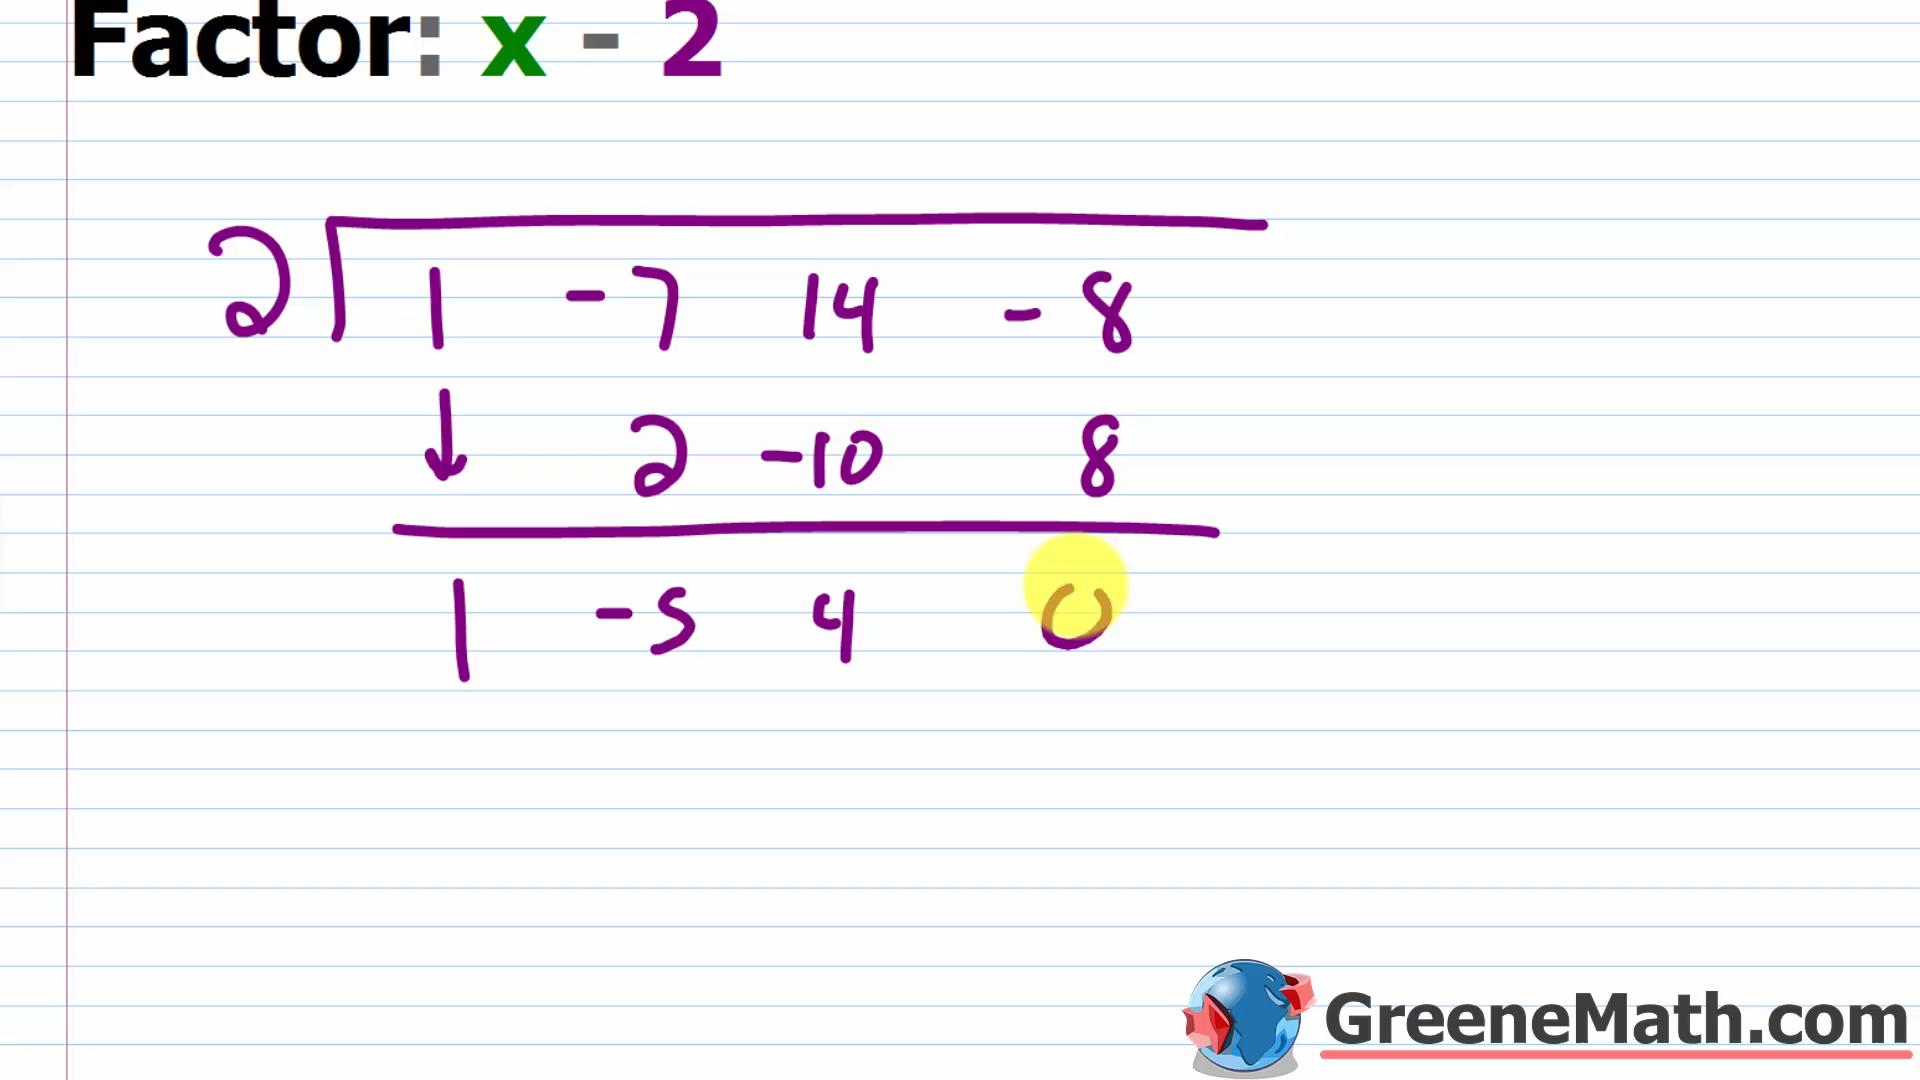 Factor: x - 2
2 1 -7 14 -8
2 -10 8
1 -5 4 0
GreeneMath.com